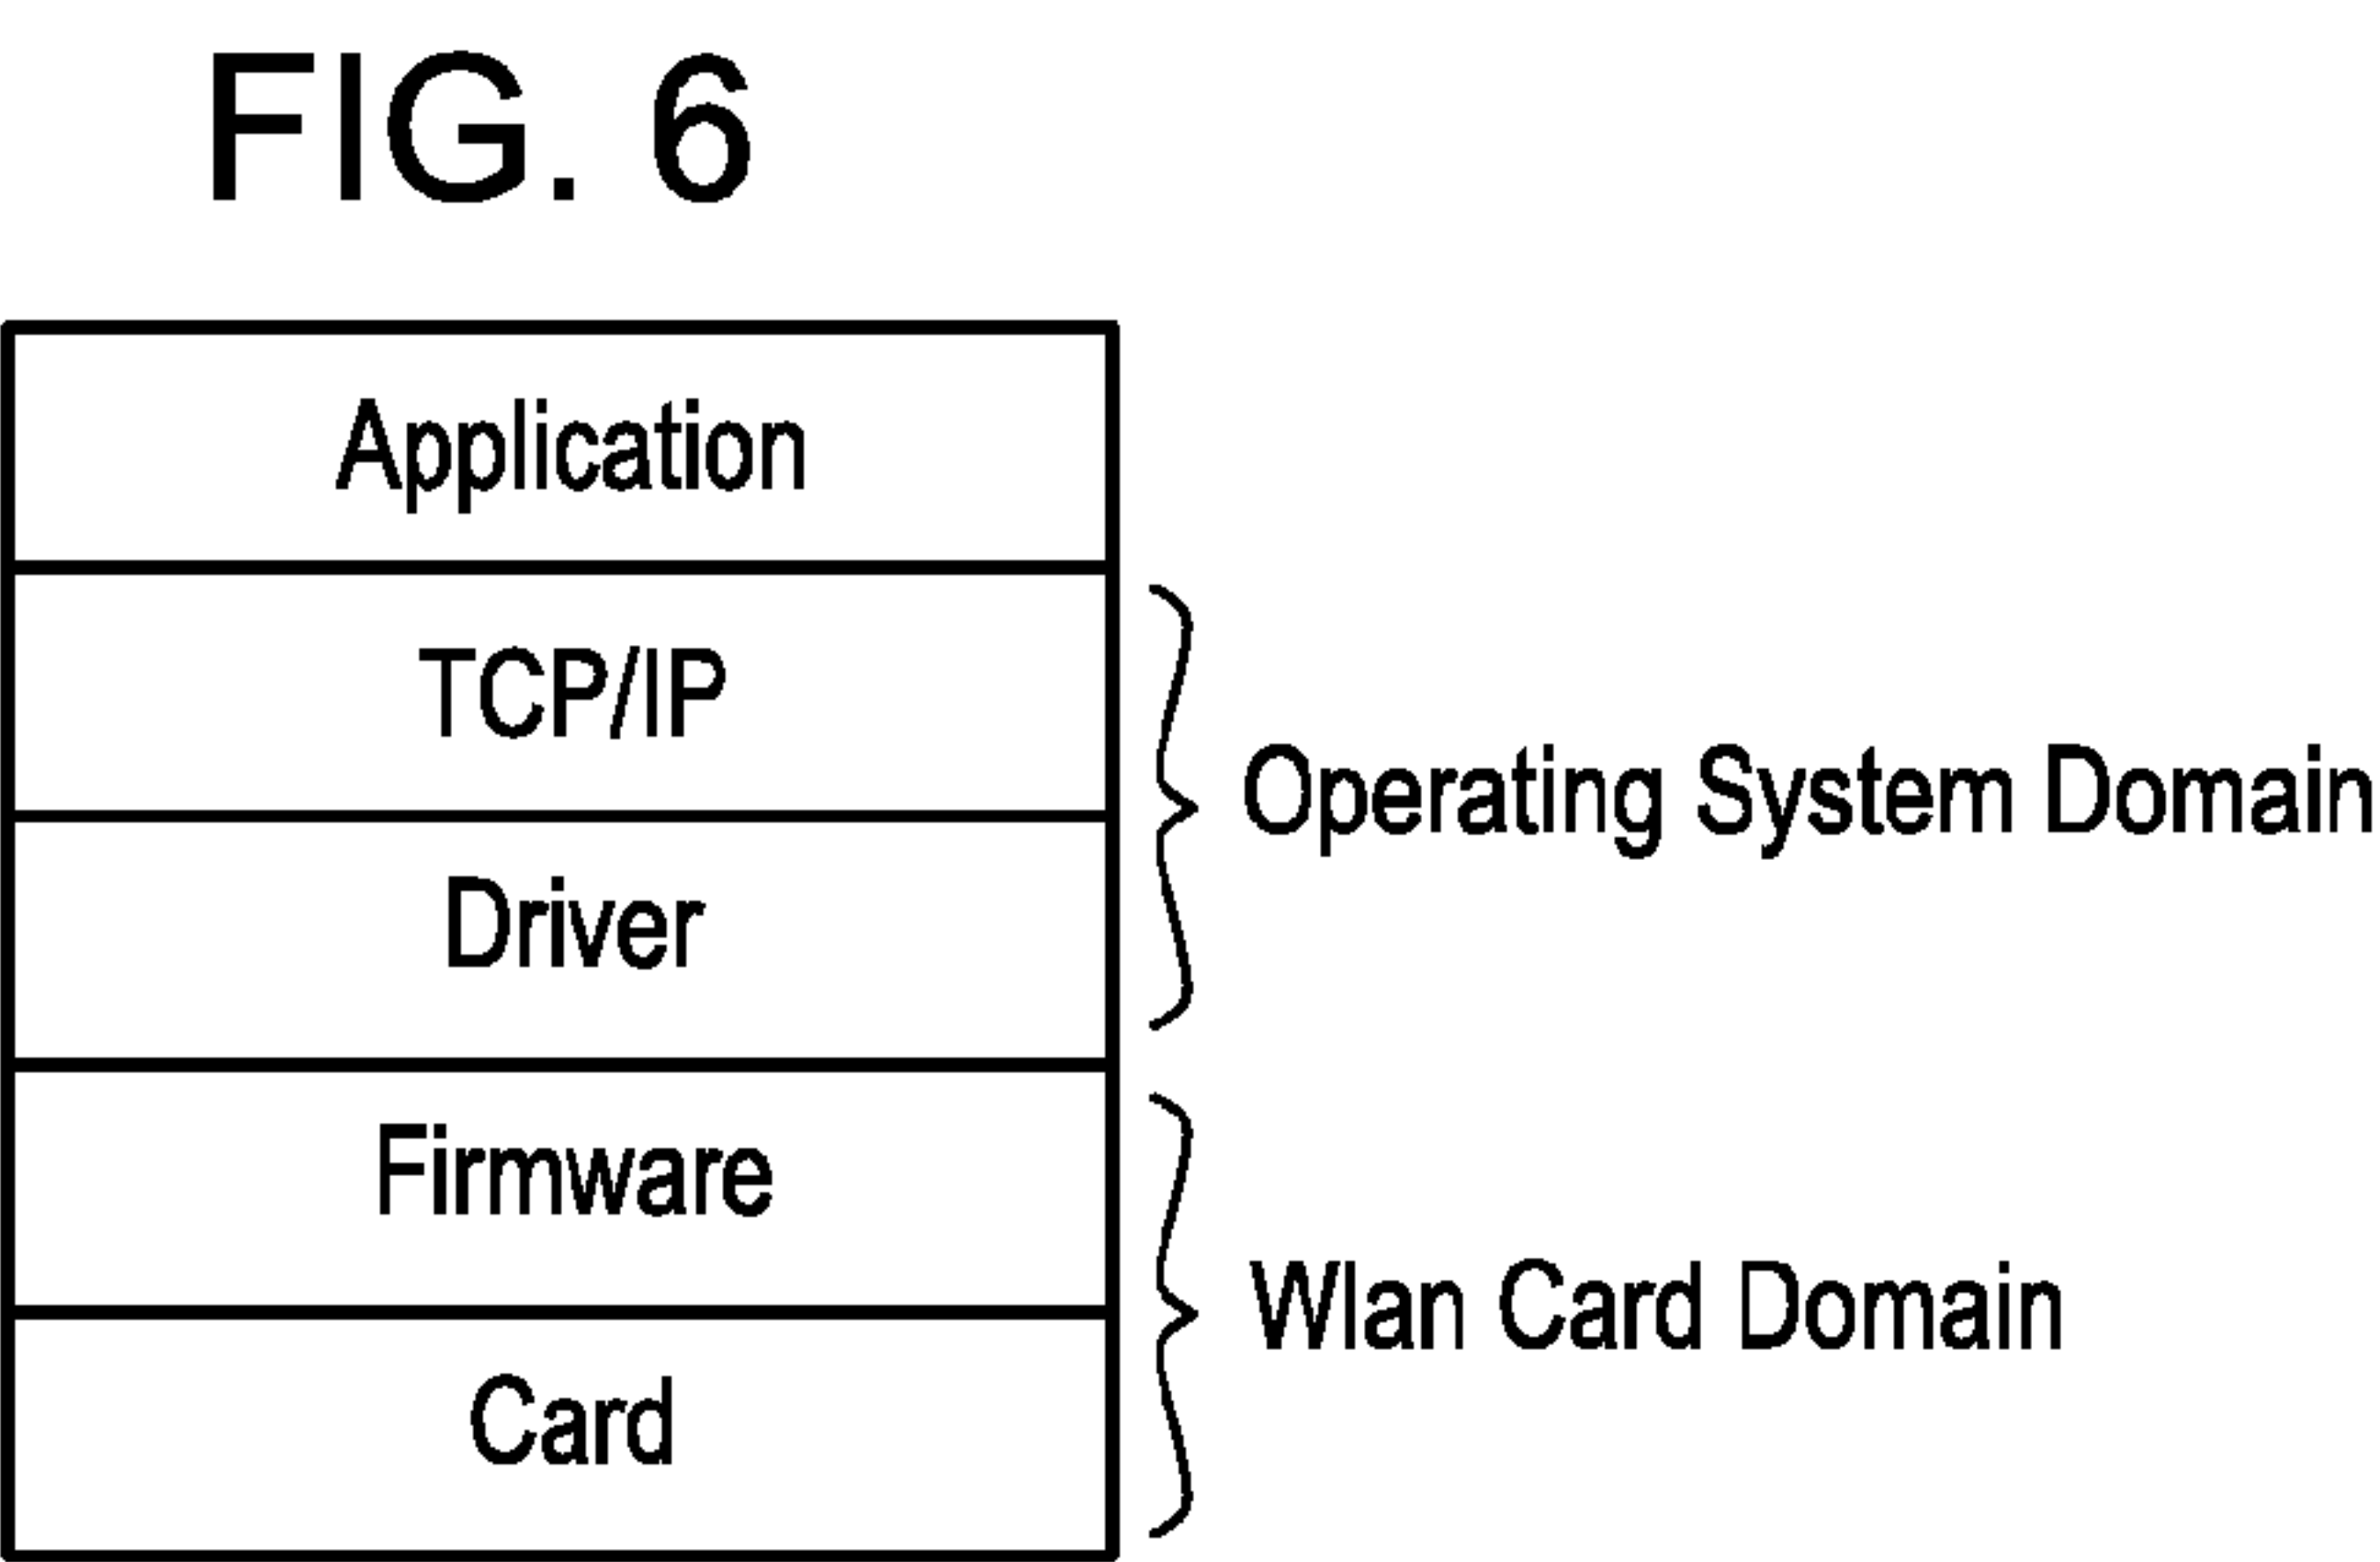 FIG. 6
Application
TCP/IP
Operating System Domain
Driver
Firmware
Wlan Card Domain
Card